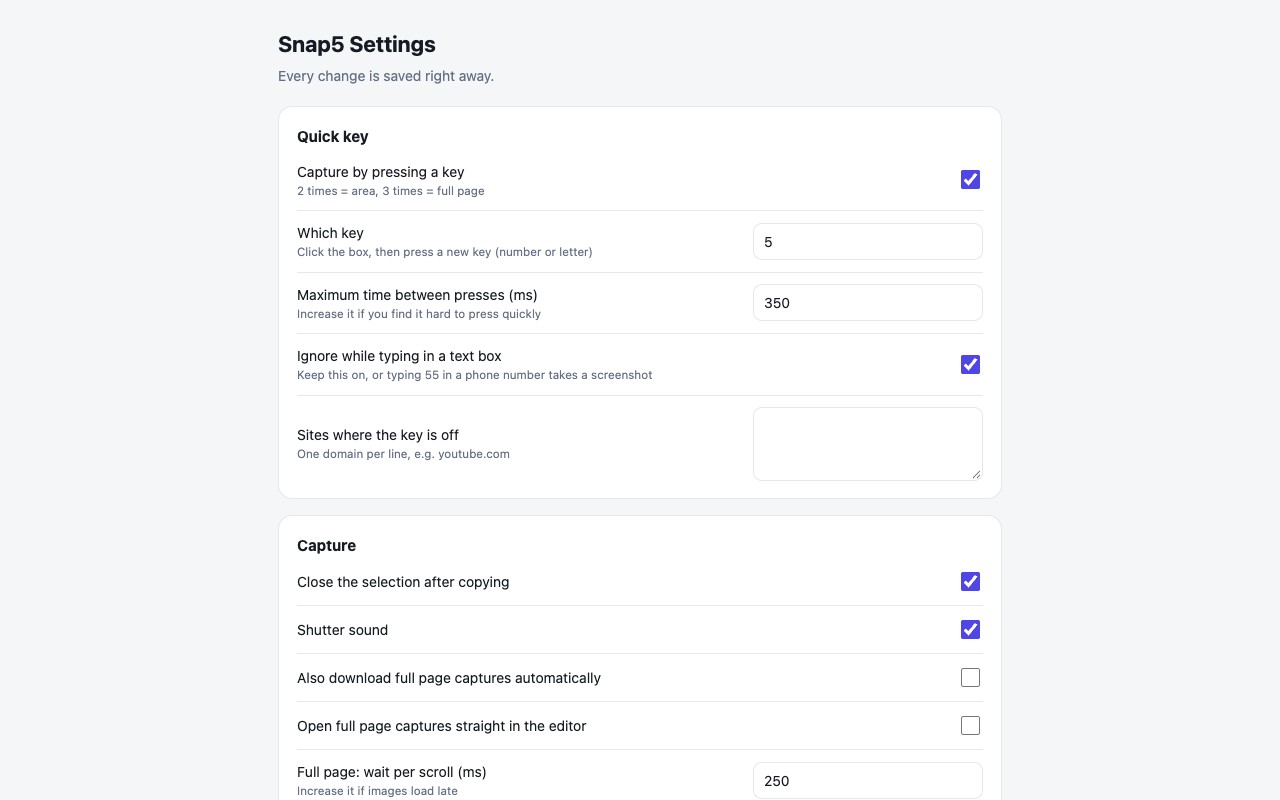 Snap5 Settings
Every change is saved right away.
Quick key
Capture by pressing a key
2 times = area, 3 times = full page
Which key
Click the box, then press a new key (number or letter)
5
Maximum time between presses (ms)
Increase it if you find it hard to press quickly
350
Ignore while typing in a text box
Keep this on, or typing 55 in a phone number takes a screenshot
Sites where the key is off
One domain per line, e.g. youtube.com
Capture
Close the selection after copying
Shutter sound
Also download full page captures automatically
Open full page captures straight in the editor
Full page: wait per scroll (ms)
Increase it if images load late
250